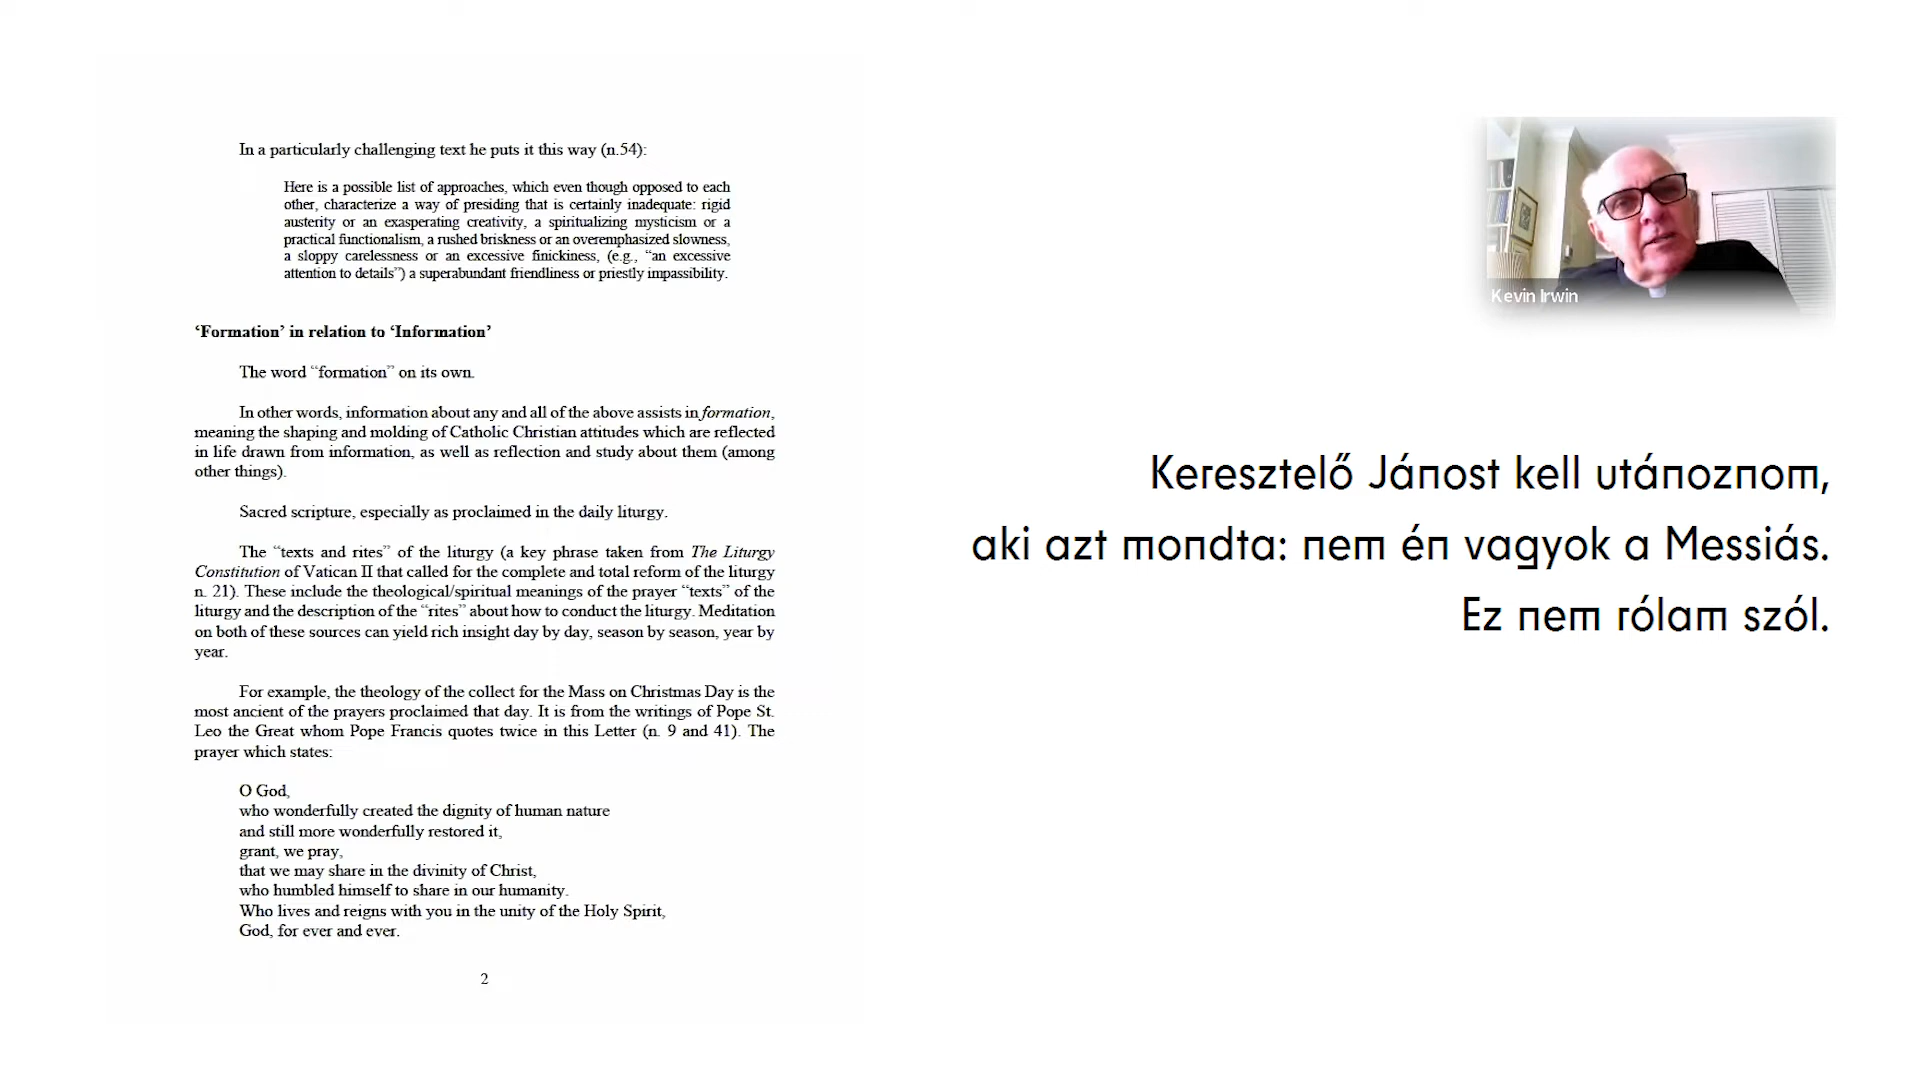 In a particularly challenging text he puts it this way (n.54):
Here is a possible list of approaches, which even though opposed to each
other, characterize a way of presiding that is certainly inadequate: rigid
austerity or an exasperating creativity, a spiritualizing mysticism or a
practical functionalism, a rushed briskness or an overemphasized slowness,
a sloppy carelessness or an excessive finickiness, (e.g., “an excessive
attention to details”) a superabundant friendliness or priestly impassibility.
‘Formation’ in relation to ‘Information’
The word “formation” on its own.
In other words, information about any and all of the above assists in formation,
meaning the shaping and molding of Catholic Christian attitudes which are reflected
in life drawn from information, as well as reflection and study about them (among
other things).
Sacred scripture, especially as proclaimed in the daily liturgy.
The “texts and rites” of the liturgy (a key phrase taken from The Liturgy
Constitution of Vatican II that called for the complete and total reform of the liturgy
n. 21). These include the theological/spiritual meanings of the prayer “texts” of the
liturgy and the description of the “rites” about how to conduct the liturgy. Meditation
on both of these sources can yield rich insight day by day, season by season, year by
year.
For example, the theology of the collect for the Mass on Christmas Day is the
most ancient of the prayers proclaimed that day. It is from the writings of Pope St.
Leo the Great whom Pope Francis quotes twice in this Letter (n. 9 and 41). The
prayer which states:
O God,
who wonderfully created the dignity of human nature
and still more wonderfully restored it,
grant, we pray,
that we may share in the divinity of Christ,
who humbled himself to share in our humanity.
Who lives and reigns with you in the unity of the Holy Spirit,
God, for ever and ever.
2
Kevin Irwin
Keresztelő Jánost kell utánoznom,
aki azt mondta: nem én vagyok a Messiás.
Ez nem rólam szól.